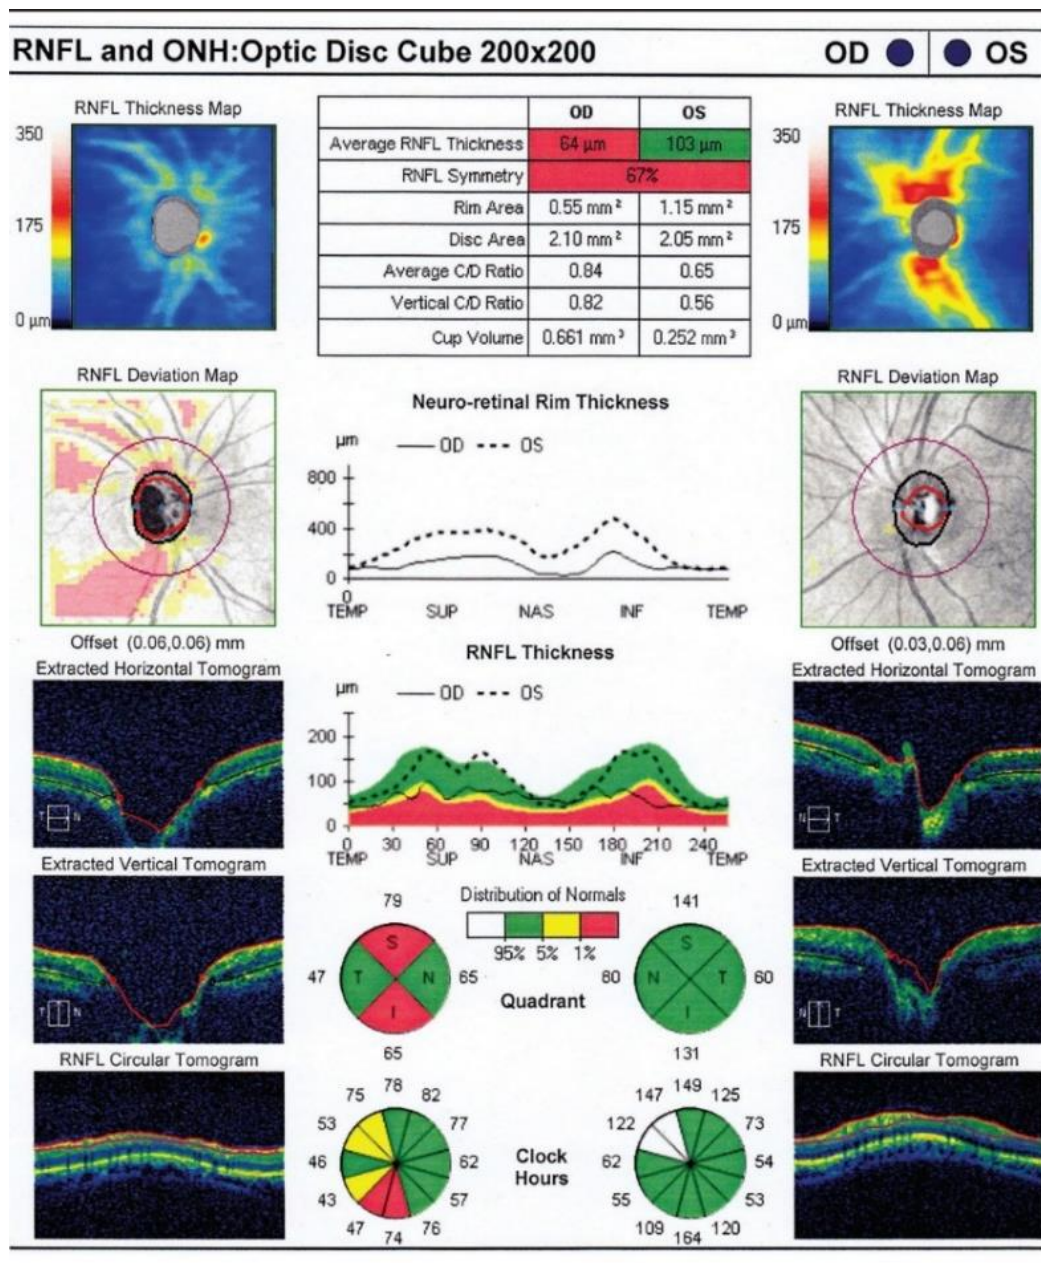 RNFL and ONH:Optic Disc Cube 200x200 OD OS
RNFL Thickness Map
350
175
0 µm
OD OS
Average RNFL Thickness 64 µm 103 µm
RNFL Symmetry 67%
Rim Area 0.55 mm² 1.15 mm²
Disc Area 2.10 mm² 2.05 mm²
Average C/D Ratio 0.84 0.65
Vertical C/D Ratio 0.82 0.56
Cup Volume 0.661 mm³ 0.252 mm³
RNFL Thickness Map
350
175
0 µm
RNFL Deviation Map
Offset (0.06,0.06) mm
Neuro-retinal Rim Thickness
µm OD OS
800
400
0
0
TEMP SUP NAS INF TEMP
RNFL Deviation Map
Offset (0.03,0.06) mm
Extracted Horizontal Tomogram
T N
RNFL Thickness
µm OD OS
200
100
0
0 30 60 90 120 150 180 210 240
TEMP SUP NAS INF TEMP
Extracted Horizontal Tomogram
N T
Extracted Vertical Tomogram
T N
Distribution of Normals
95% 5% 1%
Quadrant
79
S
47 T N 65
I
65
141
S
80 N T 60
I
131
Extracted Vertical Tomogram
N T
RNFL Circular Tomogram
Clock
Hours
75 78 82
53 77
46 62
43 57
47 74 76
147 149 125
122 73
62 54
55 53
109 164 120
RNFL Circular Tomogram